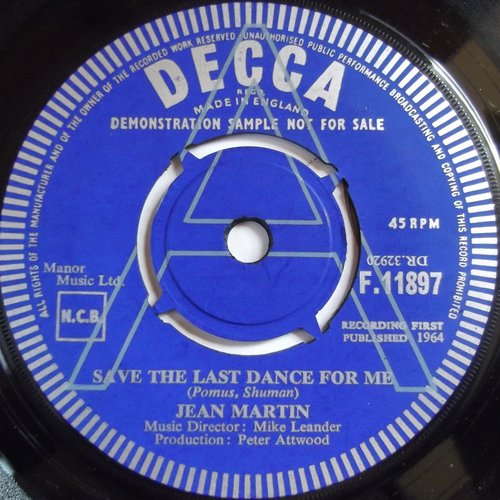 ALL RIGHTS OF THE MANUFACTURER AND OF THE OWNER OF THE RECORDED WORK RESERVED UNAUTHORISED PUBLIC PERFORMANCE BROADCASTING AND COPYING OF THIS RECORD PROHIBITED
DECCA
REGD.
MADE IN ENGLAND
DEMONSTRATION SAMPLE NOT FOR SALE
A
45 RPM
DR.32920
F.11897
Manor
Music Ltd.
N.C.B.
RECORDING FIRST
PUBLISHED 1964
SAVE THE LAST DANCE FOR ME
(Pomus, Shuman)
JEAN MARTIN
Music Director: Mike Leander
Production: Peter Attwood